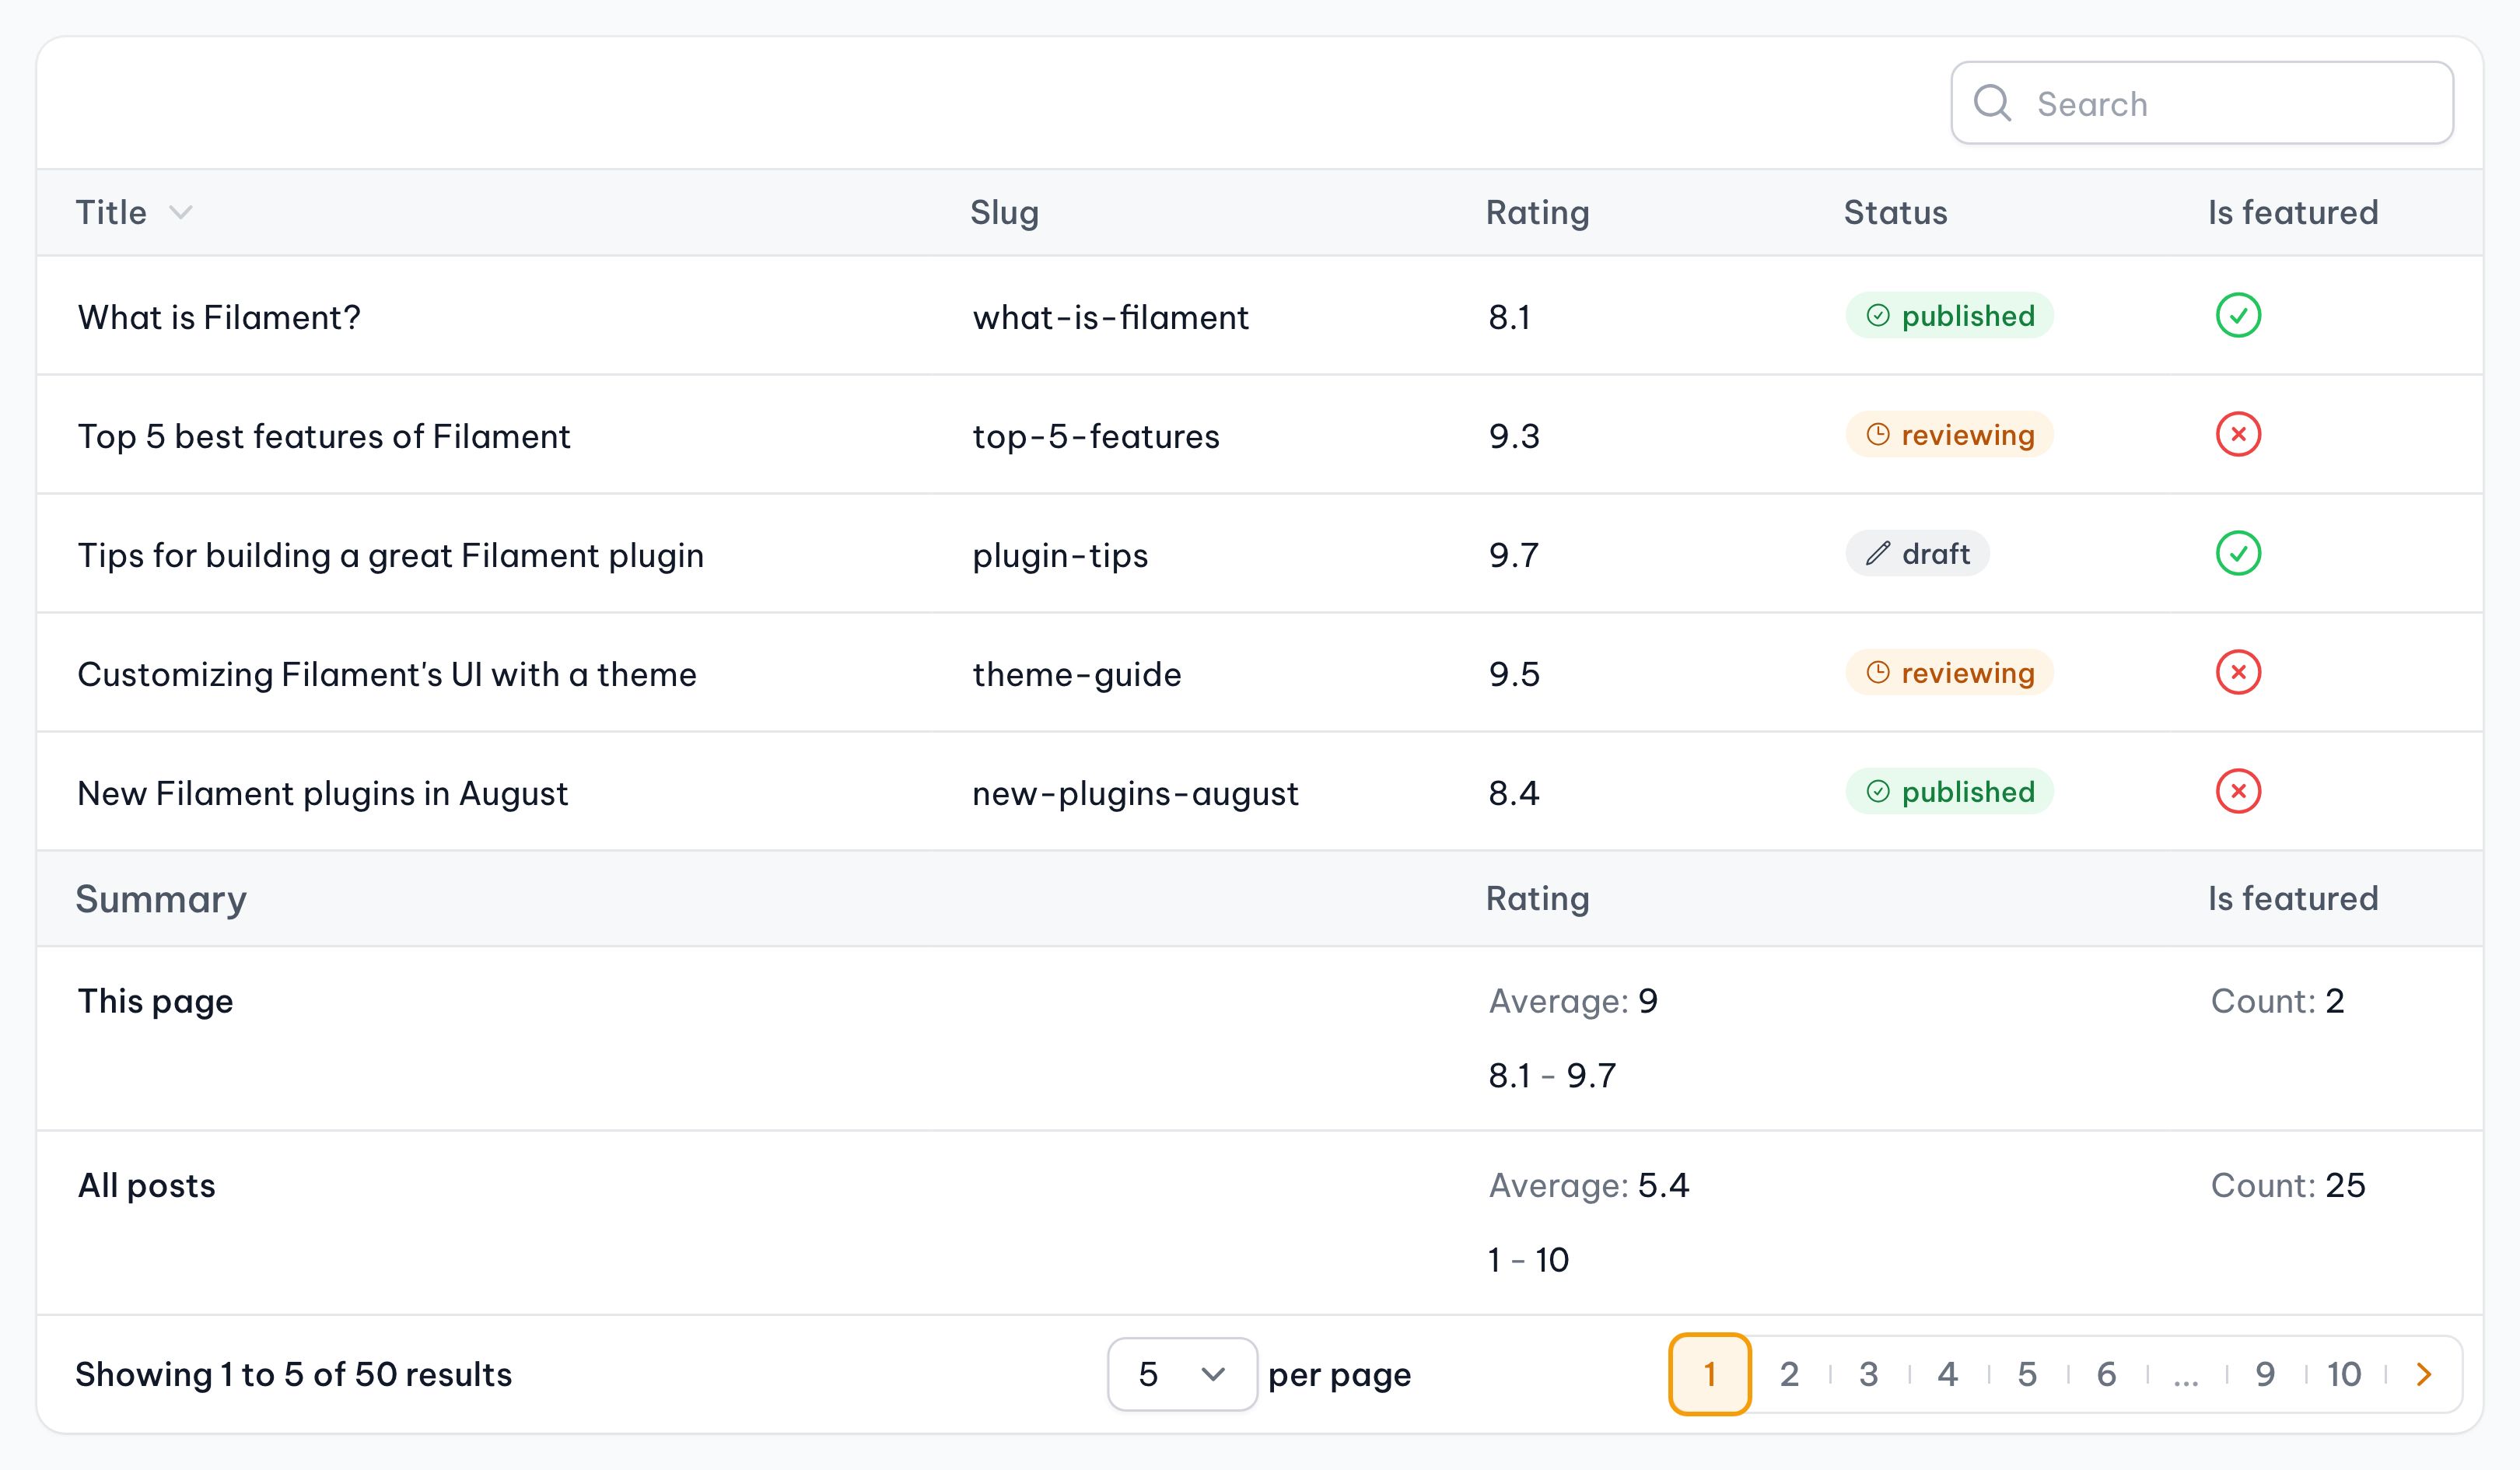 Search
Title Slug Rating Status Is featured
What is Filament? what-is-filament 8.1 published
Top 5 best features of Filament top-5-features 9.3 reviewing
Tips for building a great Filament plugin plugin-tips 9.7 draft
Customizing Filament's UI with a theme theme-guide 9.5 reviewing
New Filament plugins in August new-plugins-august 8.4 published
Summary Rating Is featured
This page Average: 9 Count: 2
8.1 - 9.7
All posts Average: 5.4 Count: 25
1 - 10
Showing 1 to 5 of 50 results 5 per page 1 2 3 4 5 6 ... 9 10